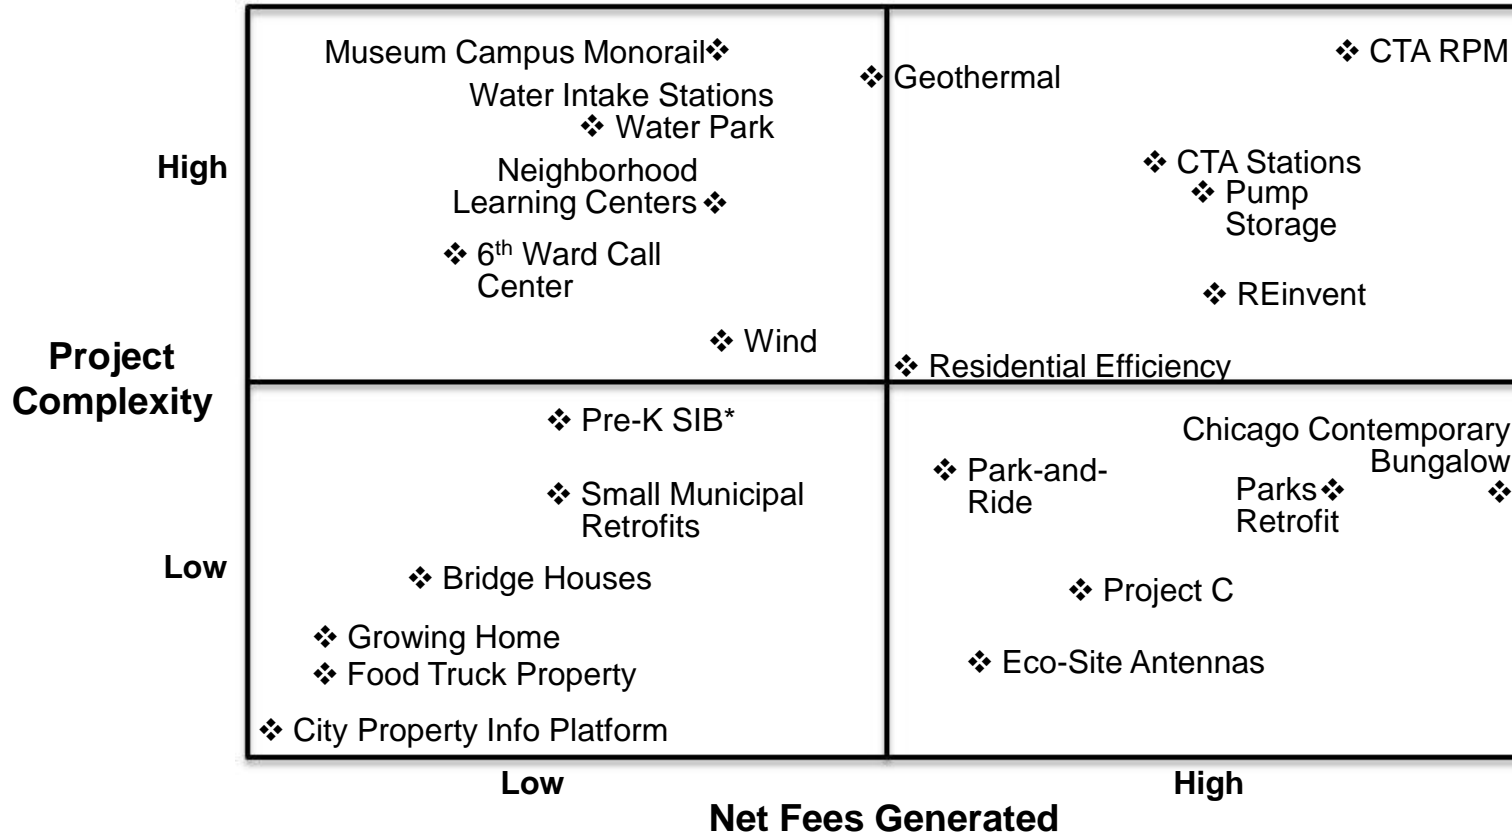 Museum Campus Monorail❖
❖ CTA RPM
❖ Geothermal
Water Intake Stations
❖ Water Park
High
Neighborhood
Learning Centers ❖
❖ CTA Stations
❖ Pump
Storage
❖ 6th Ward Call
Center
❖ REinvent
❖ Wind
Project
Complexity
❖ Residential Efficiency
❖ Pre-K SIB*
Chicago Contemporary
Bungalow
❖
❖ Park-and-
Ride
Parks ❖
Retrofit
❖ Small Municipal
Retrofits
Low
❖ Bridge Houses
❖ Project C
❖ Growing Home
❖ Food Truck Property
❖ Eco-Site Antennas
❖ City Property Info Platform
Low
High
Net Fees Generated